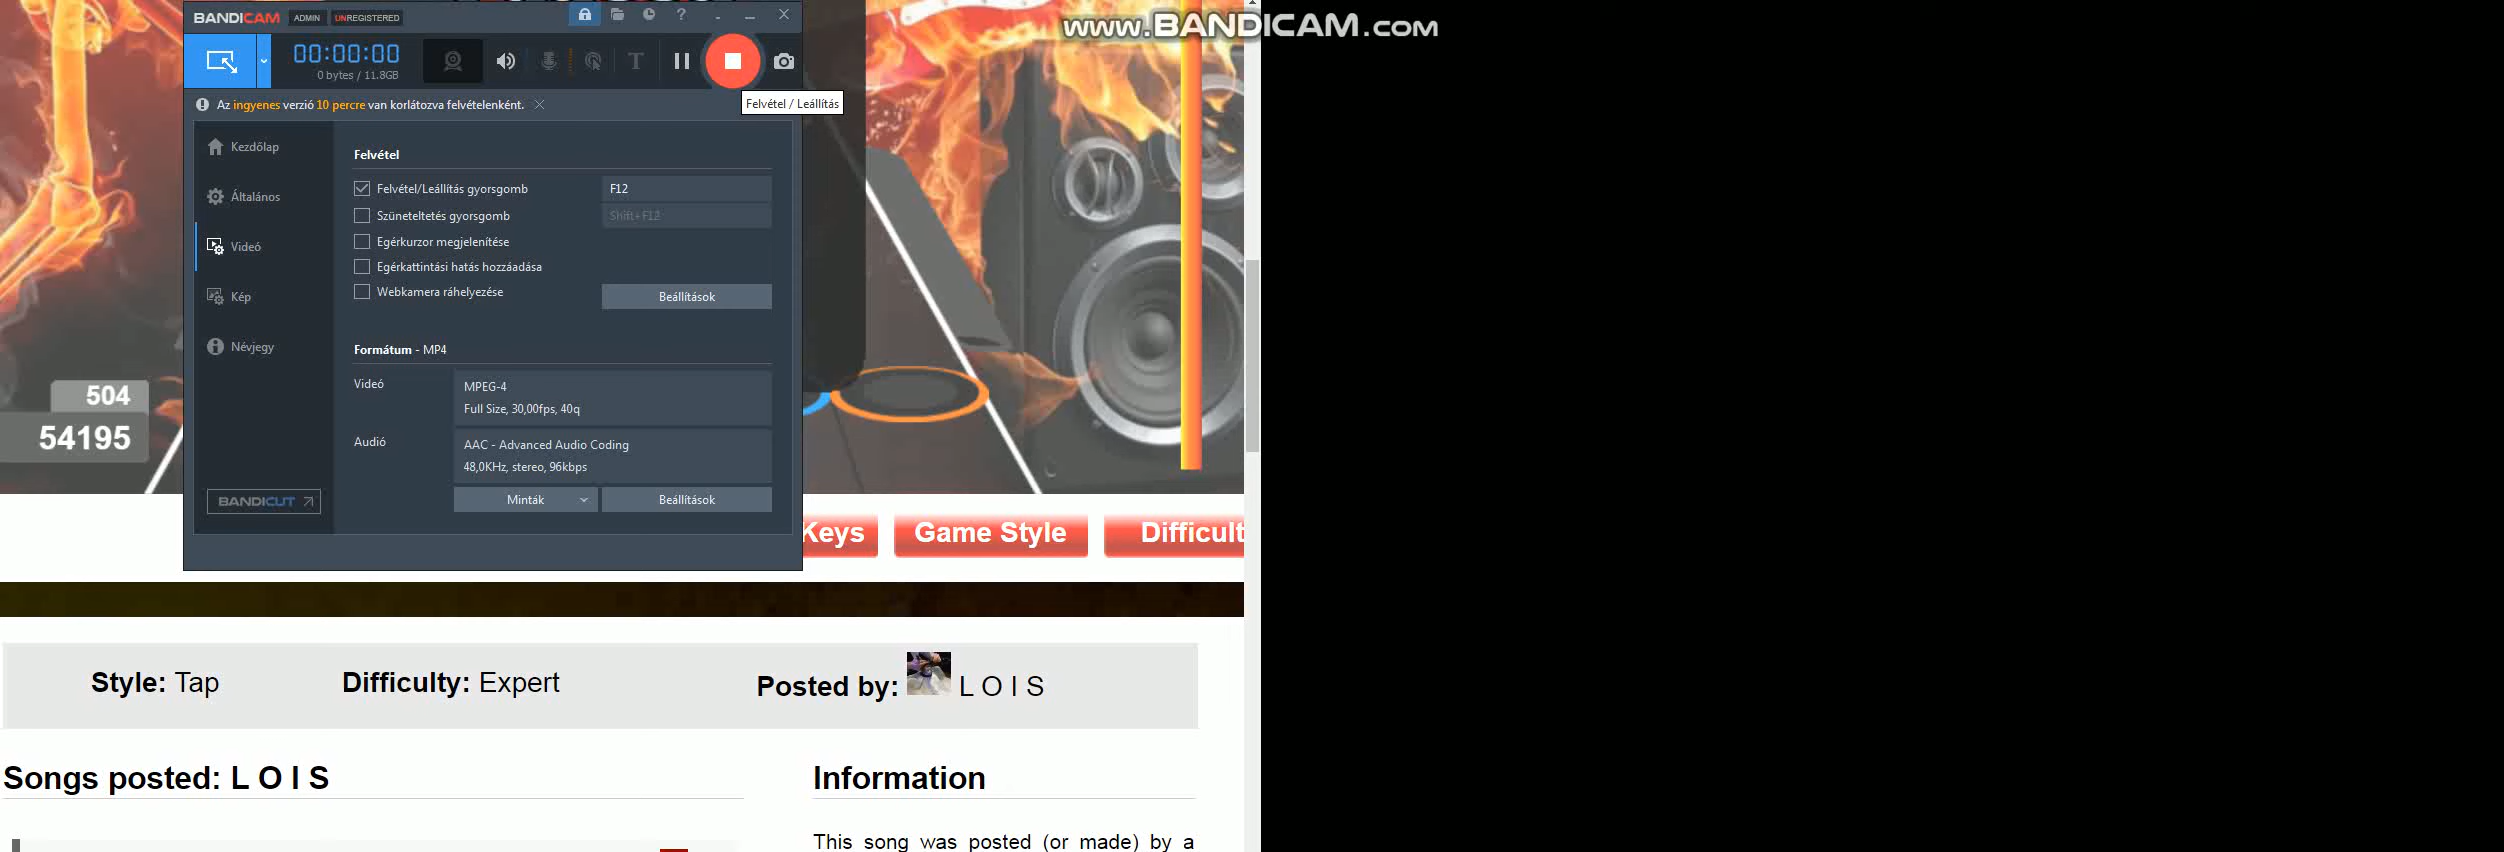 www.BANDICAM.com
BANDICAM ADMIN UNREGISTERED
00:00:00
0 bytes / 11.8GB
T
Az ingyenes verzió 10 percre van korlátozva felvételenként.
Felvétel / Leállítás
Kezdőlap
Általános
Videó
Kép
Névjegy
BANDICUT
Felvétel
Felvétel/Leállítás gyorsgomb F12
Szüneteltetés gyorsgomb Shift+F12
Egérkurzor megjelenítése
Egérkattintási hatás hozzáadása
Webkamera ráhelyezése
Beállítások
Formátum - MP4
Videó
MPEG-4
Full Size, 30,00fps, 40q
Audió
AAC - Advanced Audio Coding
48,0KHz, stereo, 96kbps
Minták Beállítások
504
54195
Keys Game Style Difficult
Style: Tap Difficulty: Expert Posted by: L O I S
Songs posted: L O I S
Information
This song was posted (or made) by a